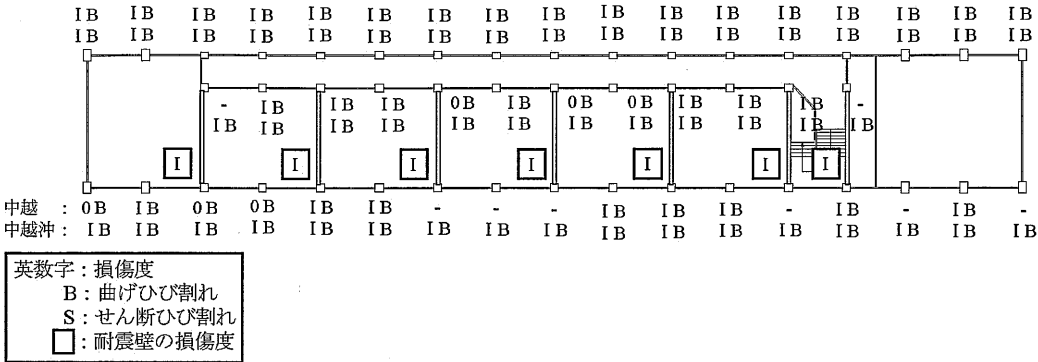 IB IB IB IB IB IB IB IB IB IB IB IB IB IB IB IB IB
IB IB IB IB IB IB IB IB IB IB IB IB IB IB IB IB IB
- IB IB IB 0B IB 0B 0B IB IB IB -
IB IB IB IB IB IB IB IB IB IB IB IB
I I I I I I I
中越 : 0B IB 0B 0B IB IB - - - IB IB IB - IB - IB -
中越沖 : IB IB IB IB IB IB IB IB IB IB IB IB IB IB IB IB IB
英数字:損傷度
B:曲げひび割れ
S:せん断ひび割れ
:耐震壁の損傷度